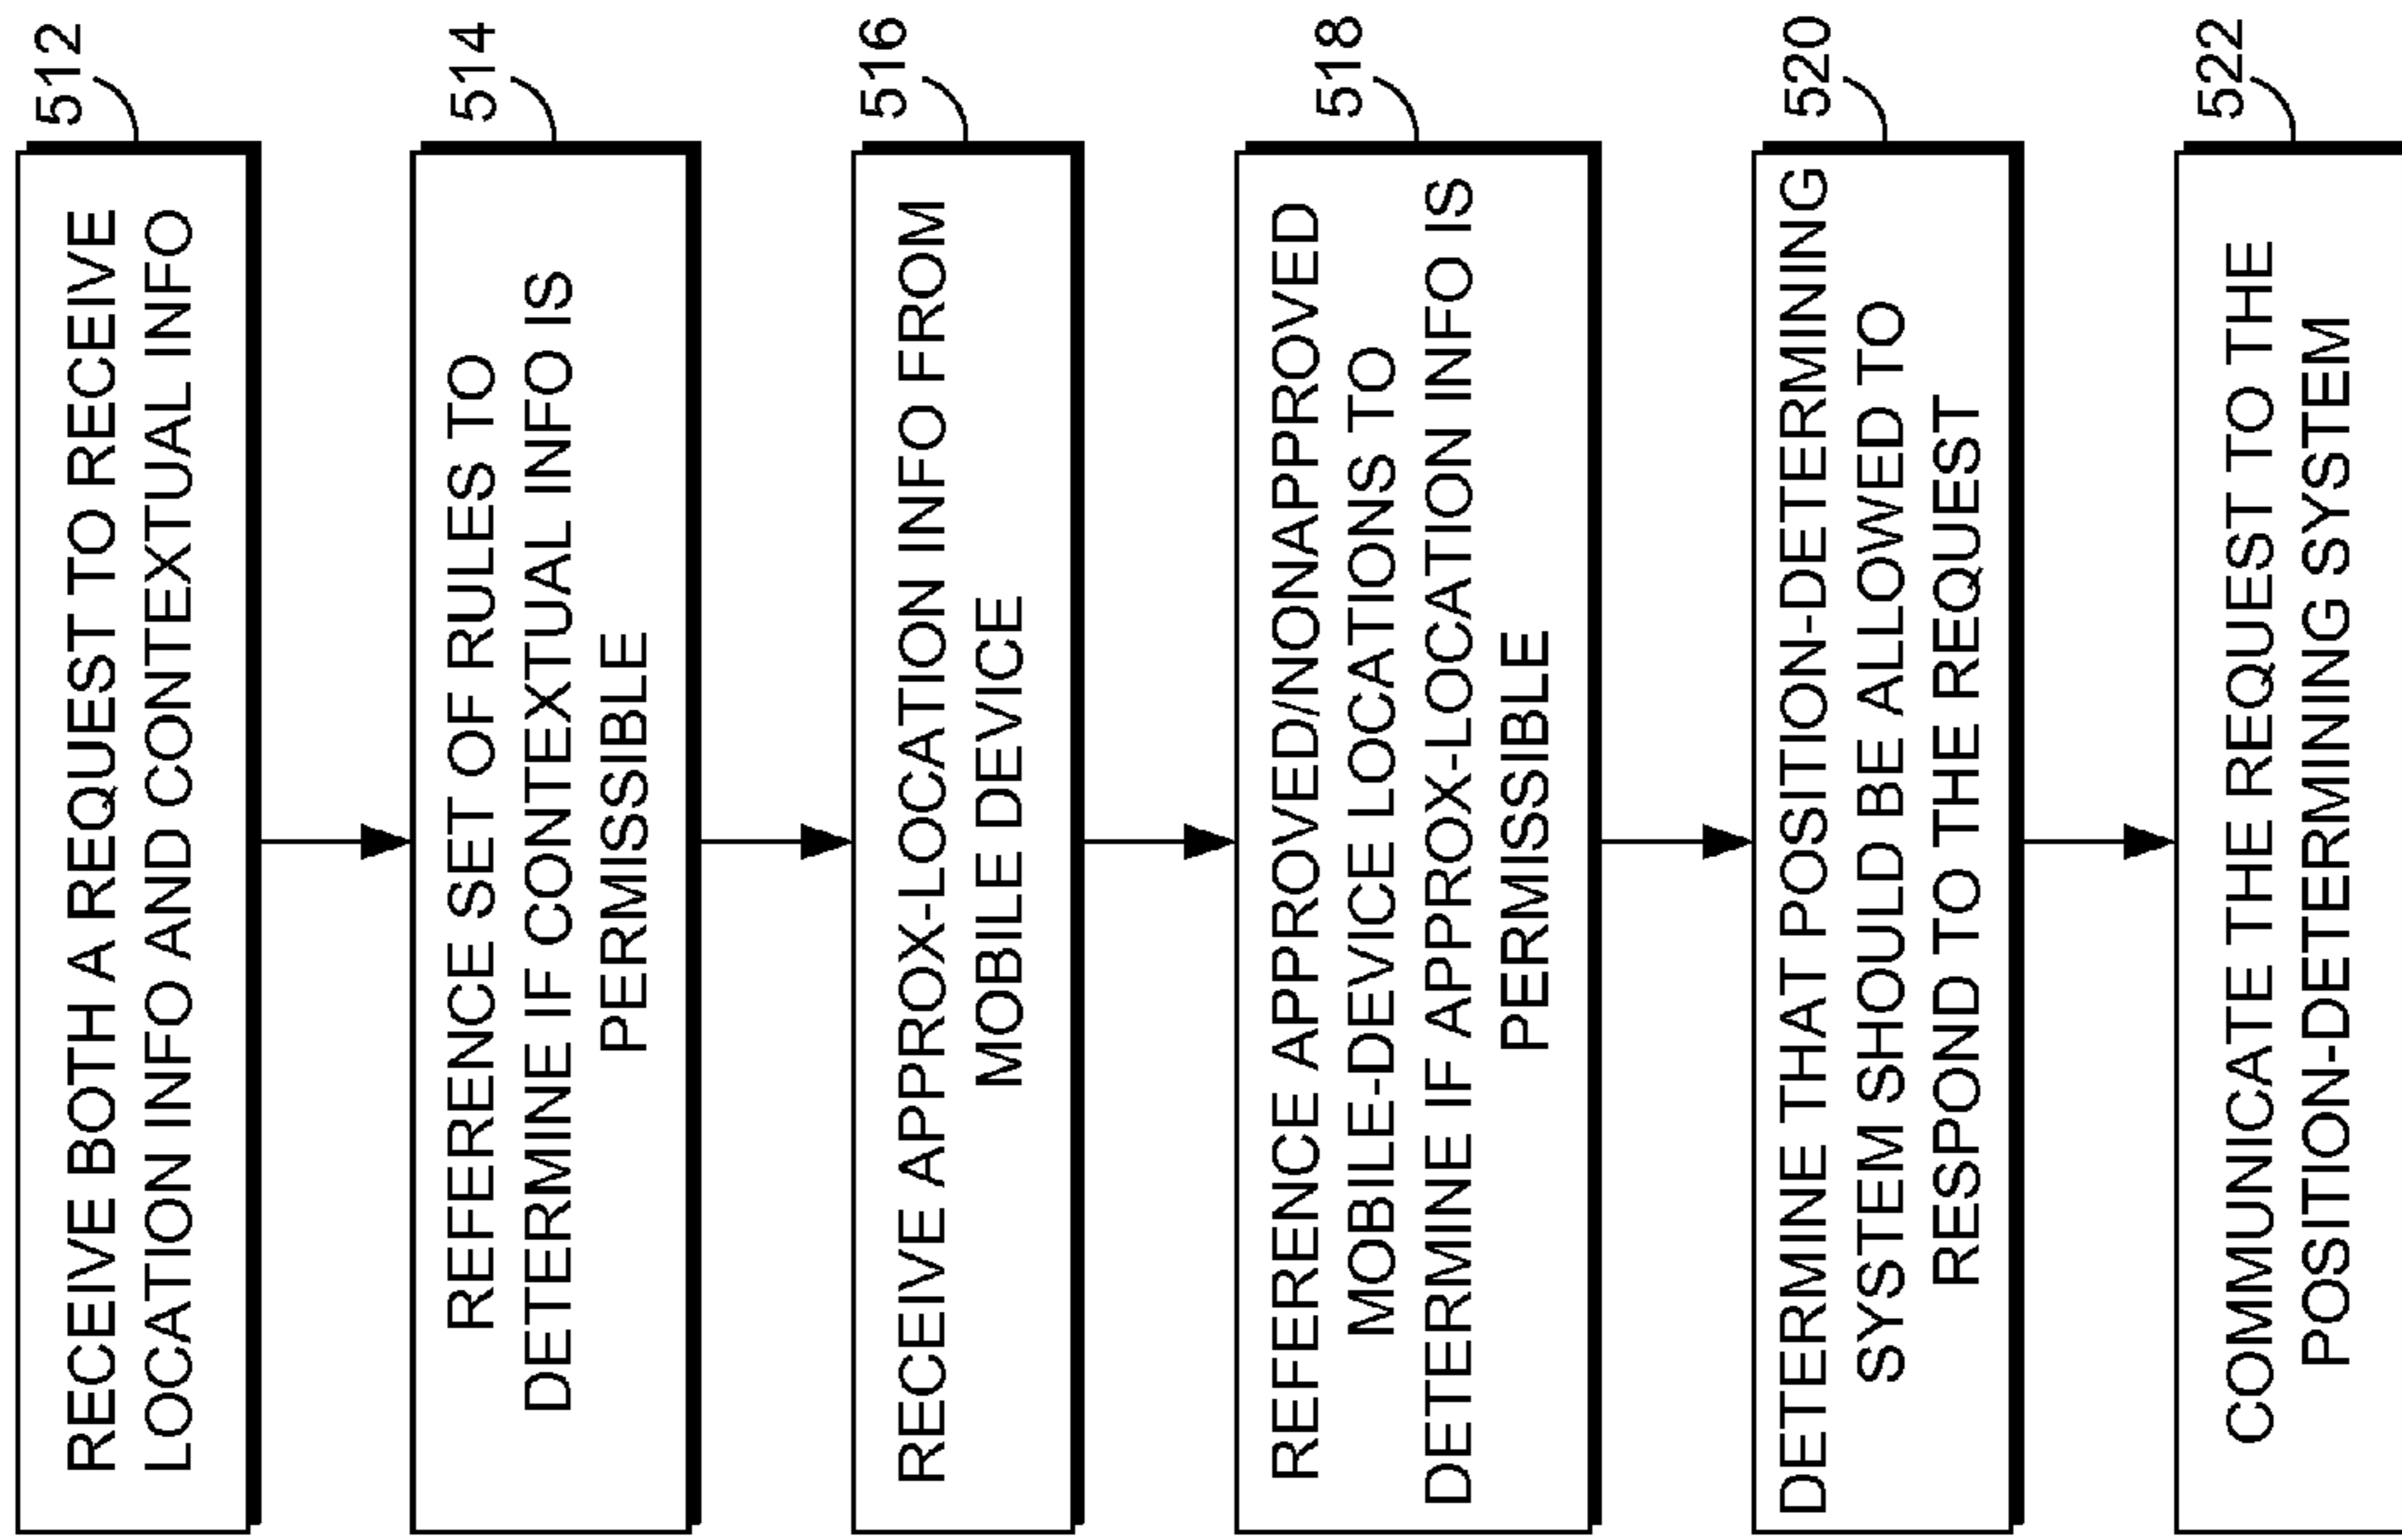 512
RECEIVE BOTH A REQUEST TO RECEIVE
LOCATION INFO AND CONTEXTUAL INFO
514
REFERENCE SET OF RULES TO
DETERMINE IF CONTEXTUAL INFO IS
PERMISSIBLE
516
RECEIVE APPROX-LOCATION INFO FROM
MOBILE DEVICE
518
REFERENCE APPROVED/NONAPPROVED
MOBILE-DEVICE LOCATIONS TO
DETERMINE IF APPROX-LOCATION INFO IS
PERMISSIBLE
520
DETERMINE THAT POSITION-DETERMINING
SYSTEM SHOULD BE ALLOWED TO
RESPOND TO THE REQUEST
522
COMMUNICATE THE REQUEST TO THE
POSITION-DETERMINING SYSTEM